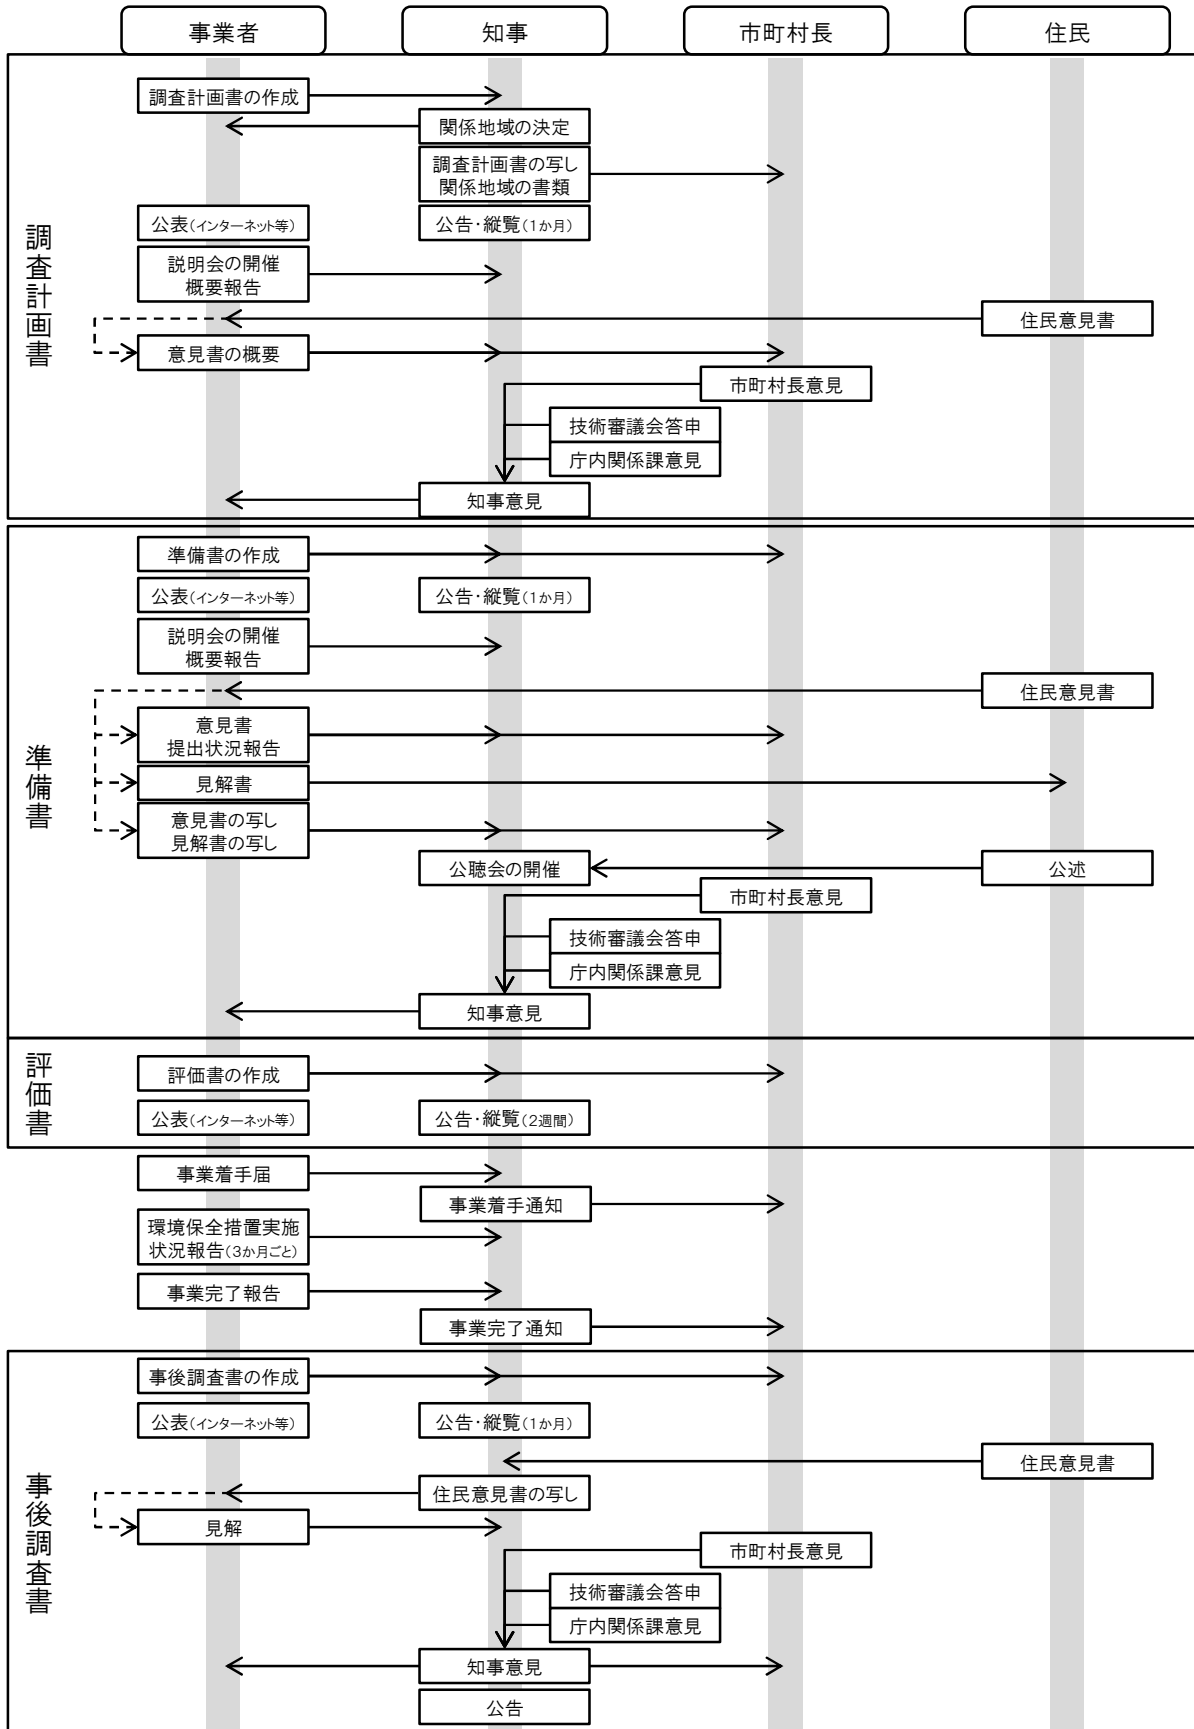 事業者
知事
市町村長
住民
調査計画書
調査計画書の作成
関係地域の決定
調査計画書の写し
関係地域の書類
公表(インターネット等)
公告・縦覧(1か月)
説明会の開催
概要報告
住民意見書
意見書の概要
市町村長意見
技術審議会答申
庁内関係課意見
知事意見
準備書
準備書の作成
公表(インターネット等)
公告・縦覧(1か月)
説明会の開催
概要報告
住民意見書
意見書
提出状況報告
見解書
意見書の写し
見解書の写し
公聴会の開催
公述
市町村長意見
技術審議会答申
庁内関係課意見
知事意見
評価書
評価書の作成
公表(インターネット等)
公告・縦覧(2週間)
事業着手届
事業着手通知
環境保全措置実施
状況報告(3か月ごと)
事業完了報告
事業完了通知
事後調査書
事後調査書の作成
公表(インターネット等)
公告・縦覧(1か月)
住民意見書
住民意見書の写し
見解
市町村長意見
技術審議会答申
庁内関係課意見
知事意見
公告